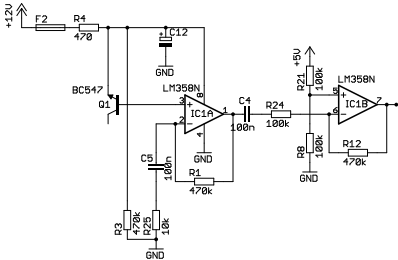 +12V
F2
R4
470
C12
+
GND
BC547
Q1
LM358N
8
3
+
IC1A
1
2
−
4
GND
C4
100n
R24
100k
+5V
R21
100k
LM358N
5
+
IC1B
7
6
−
R8
100k
GND
R12
470k
C5
100n
R1
470k
R3
470k
R25
10k
GND